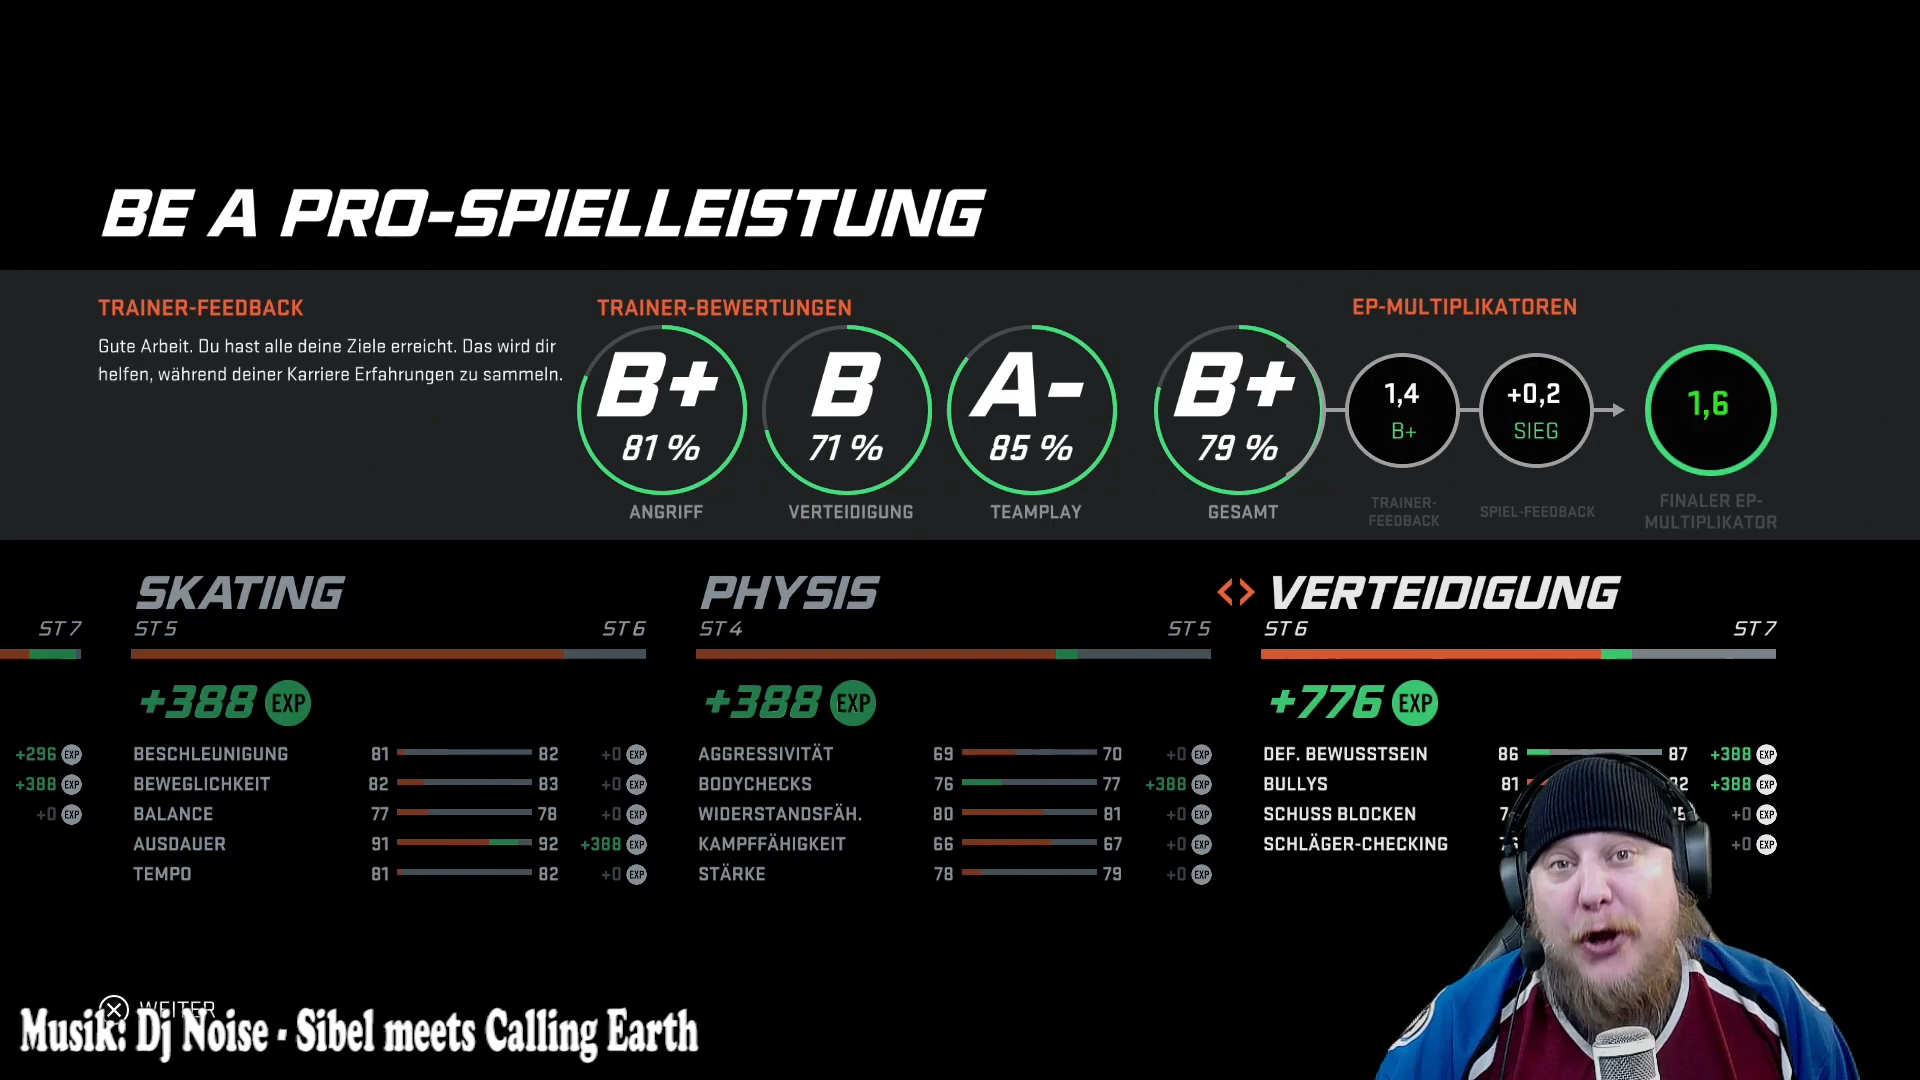 BE A PRO-SPIELLEISTUNG
TRAINER-FEEDBACK
Gute Arbeit. Du hast alle deine Ziele erreicht. Das wird dir
helfen, während deiner Karriere Erfahrungen zu sammeln.
TRAINER-BEWERTUNGEN
B+
81 %
ANGRIFF
B
71 %
VERTEIDIGUNG
A-
85 %
TEAMPLAY
B+
79 %
GESAMT
EP-MULTIPLIKATOREN
1,4
B+
TRAINER-
FEEDBACK
+0,2
SIEG
SPIEL-FEEDBACK
1,6
FINALER EP-
MULTIPLIKATOR
ST 7
+296 EXP
+388 EXP
+0 EXP
SKATING
ST 5 ST 6
+388 EXP
BESCHLEUNIGUNG 81 82 +0 EXP
BEWEGLICHKEIT 82 83 +0 EXP
BALANCE 77 78 +0 EXP
AUSDAUER 91 92 +388 EXP
TEMPO 81 82 +0 EXP
PHYSIS
ST 4 ST 5
+388 EXP
AGGRESSIVITÄT 69 70 +0 EXP
BODYCHECKS 76 77 +388 EXP
WIDERSTANDSFÄH. 80 81 +0 EXP
KAMPFFÄHIGKEIT 66 67 +0 EXP
STÄRKE 78 79 +0 EXP
VERTEIDIGUNG
ST 6 ST 7
+776 EXP
DEF. BEWUSSTSEIN 86 87 +388 EXP
BULLYS 81 +388 EXP
SCHUSS BLOCKEN +0 EXP
SCHLÄGER-CHECKING +0 EXP
WEITER
Musik: Dj Noise - Sibel meets Calling Earth